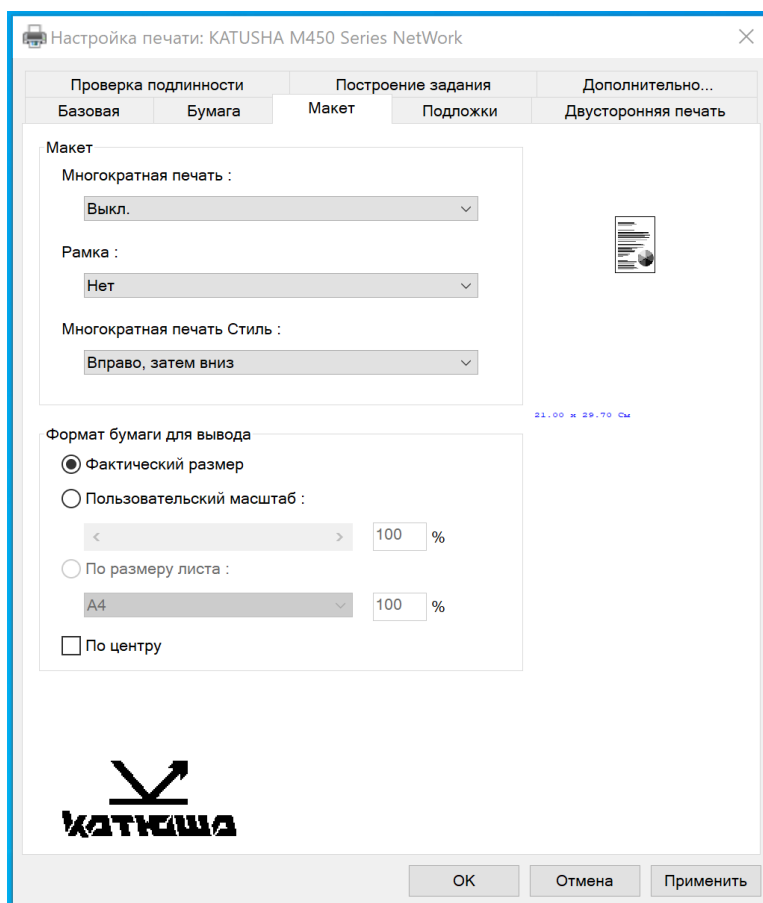 Настройка печати: KATUSHA M450 Series NetWork
Проверка подлинности Построение задания Дополнительно...
Базовая Бумага Макет Подложки Двусторонняя печать
Макет
Многократная печать :
Выкл.
Рамка :
Нет
Многократная печать Стиль :
Вправо, затем вниз
21.00 x 29.70 См
Формат бумаги для вывода
Фактический размер
Пользовательский масштаб :
100 %
По размеру листа :
A4 100 %
По центру
катюша
OK Отмена Применить